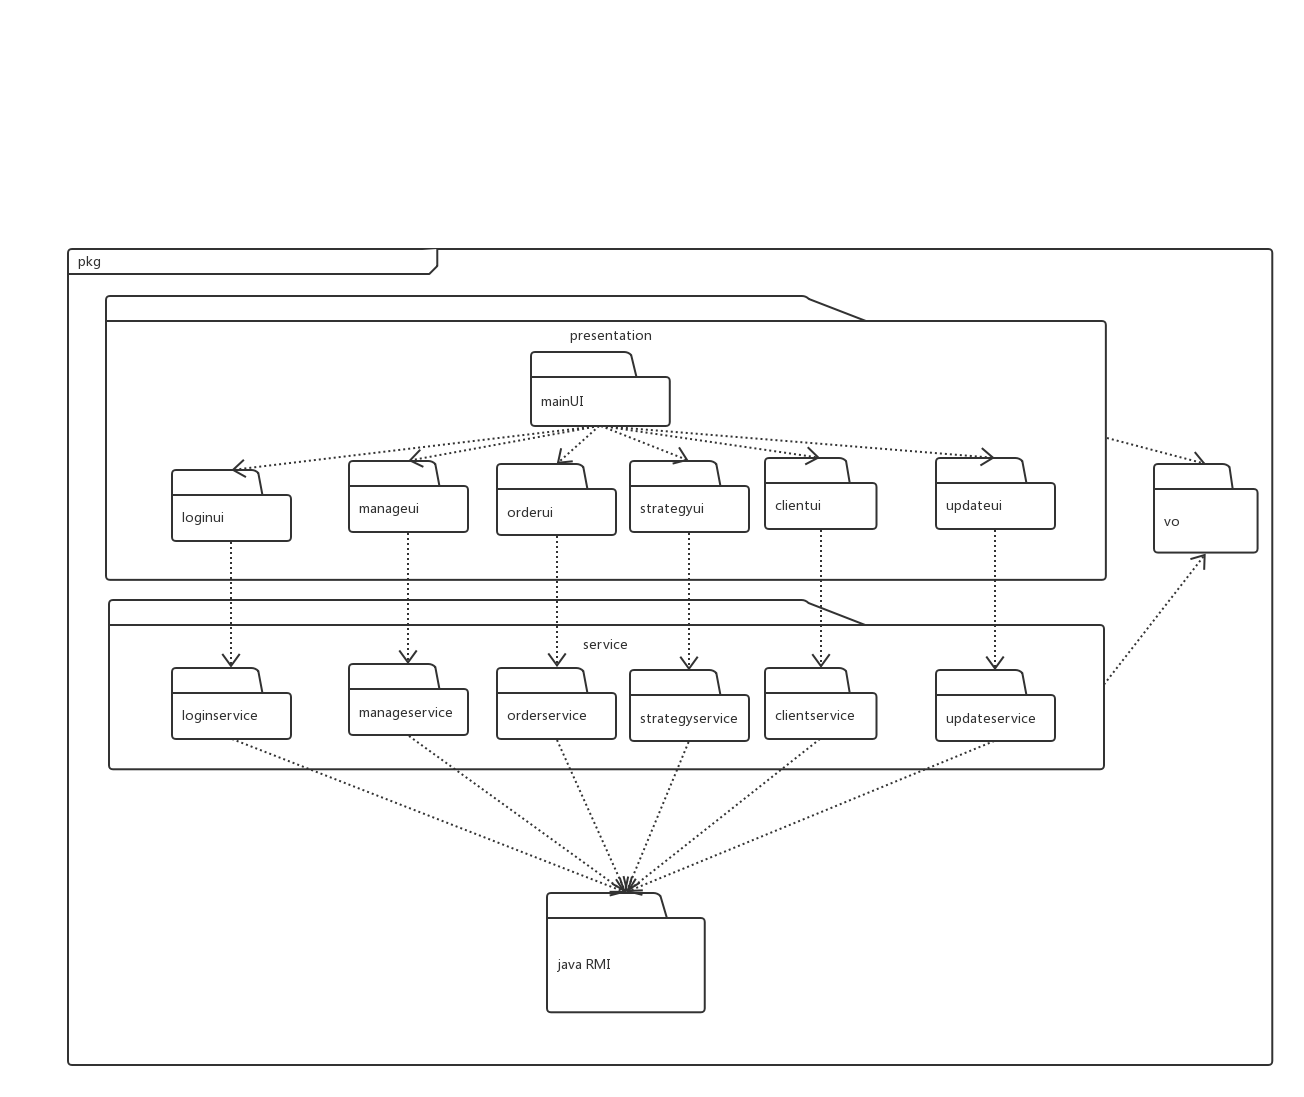 pkg
presentation
mainUI
loginui
manageui
orderui
strategyui
clientui
updateui
vo
service
loginservice
manageservice
orderservice
strategyservice
clientservice
updateservice
java RMI